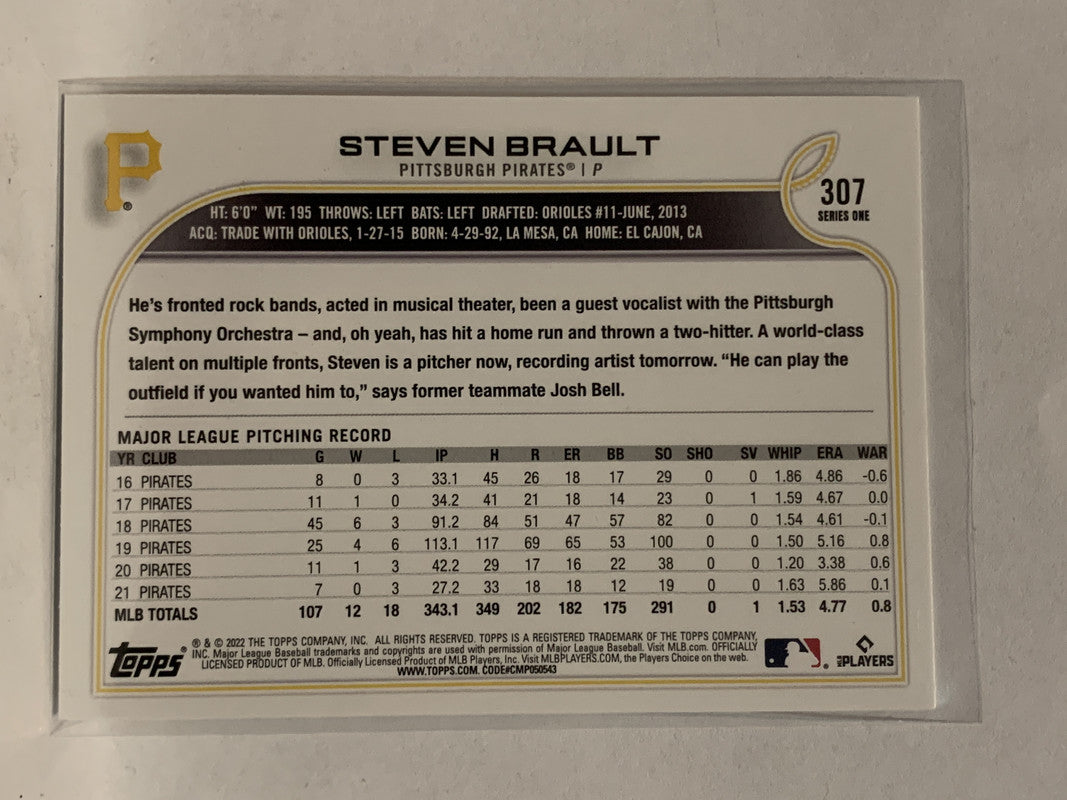 P
®
STEVEN BRAULT
PITTSBURGH PIRATES® | P
307
SERIES ONE
HT: 6'0" WT: 195 THROWS: LEFT BATS: LEFT DRAFTED: ORIOLES #11-JUNE, 2013
ACQ: TRADE WITH ORIOLES, 1-27-15 BORN: 4-29-92, LA MESA, CA HOME: EL CAJON, CA
He's fronted rock bands, acted in musical theater, been a guest vocalist with the Pittsburgh
Symphony Orchestra – and, oh yeah, has hit a home run and thrown a two-hitter. A world-class
talent on multiple fronts, Steven is a pitcher now, recording artist tomorrow. “He can play the
outfield if you wanted him to,” says former teammate Josh Bell.
MAJOR LEAGUE PITCHING RECORD
YR CLUB G W L IP H R ER BB SO SHO SV WHIP ERA WAR
16 PIRATES 8 0 3 33.1 45 26 18 17 29 0 0 1.86 4.86 -0.6
17 PIRATES 11 1 0 34.2 41 21 18 14 23 0 1 1.59 4.67 0.0
18 PIRATES 45 6 3 91.2 84 51 47 57 82 0 0 1.54 4.61 -0.1
19 PIRATES 25 4 6 113.1 117 69 65 53 100 0 0 1.50 5.16 0.8
20 PIRATES 11 1 3 42.2 29 17 16 22 38 0 0 1.20 3.38 0.6
21 PIRATES 7 0 3 27.2 33 18 18 12 19 0 0 1.63 5.86 0.1
MLB TOTALS 107 12 18 343.1 349 202 182 175 291 0 1 1.53 4.77 0.8
Topps®
® & © 2022 THE TOPPS COMPANY, INC. ALL RIGHTS RESERVED. TOPPS IS A REGISTERED TRADEMARK OF THE TOPPS COMPANY,
INC. Major League Baseball trademarks and copyrights are used with permission of Major League Baseball. Visit MLB.com. OFFICIALLY
LICENSED PRODUCT OF MLB. Officially Licensed Product of MLB Players, Inc. Visit MLBPLAYERS.COM, the Players Choice on the web.
WWW.TOPPS.COM. CODE#CMP050543
®
MLB PLAYERS